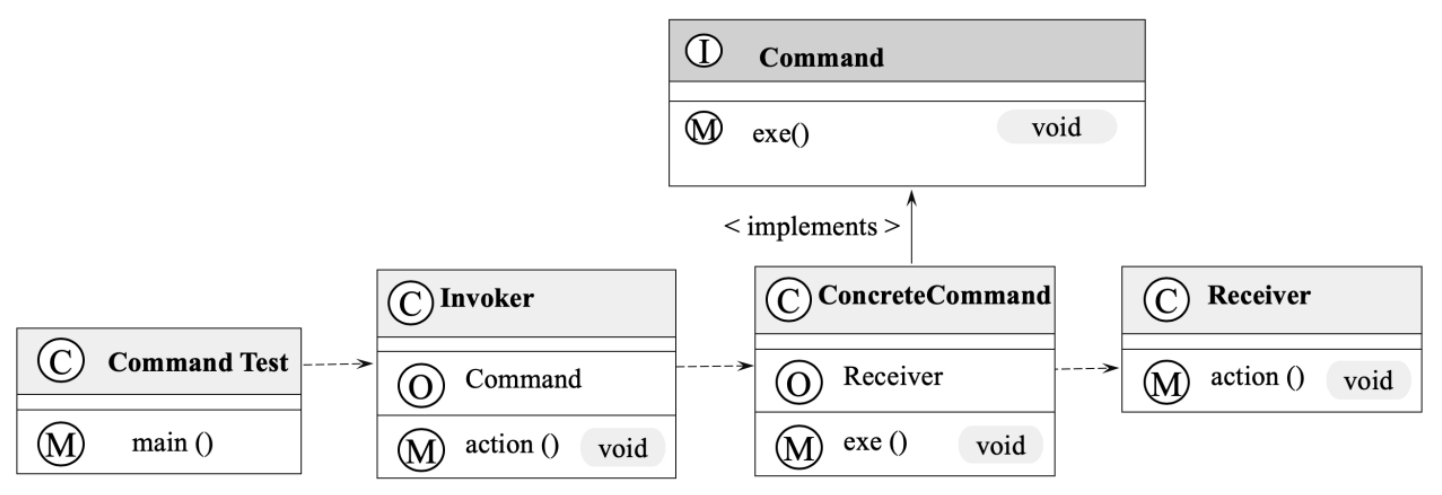 I Command
M exe() void
< implements >
C Invoker
O Command
M action () void
C ConcreteCommand
O Receiver
M exe () void
C Receiver
M action () void
C Command Test
M main ()